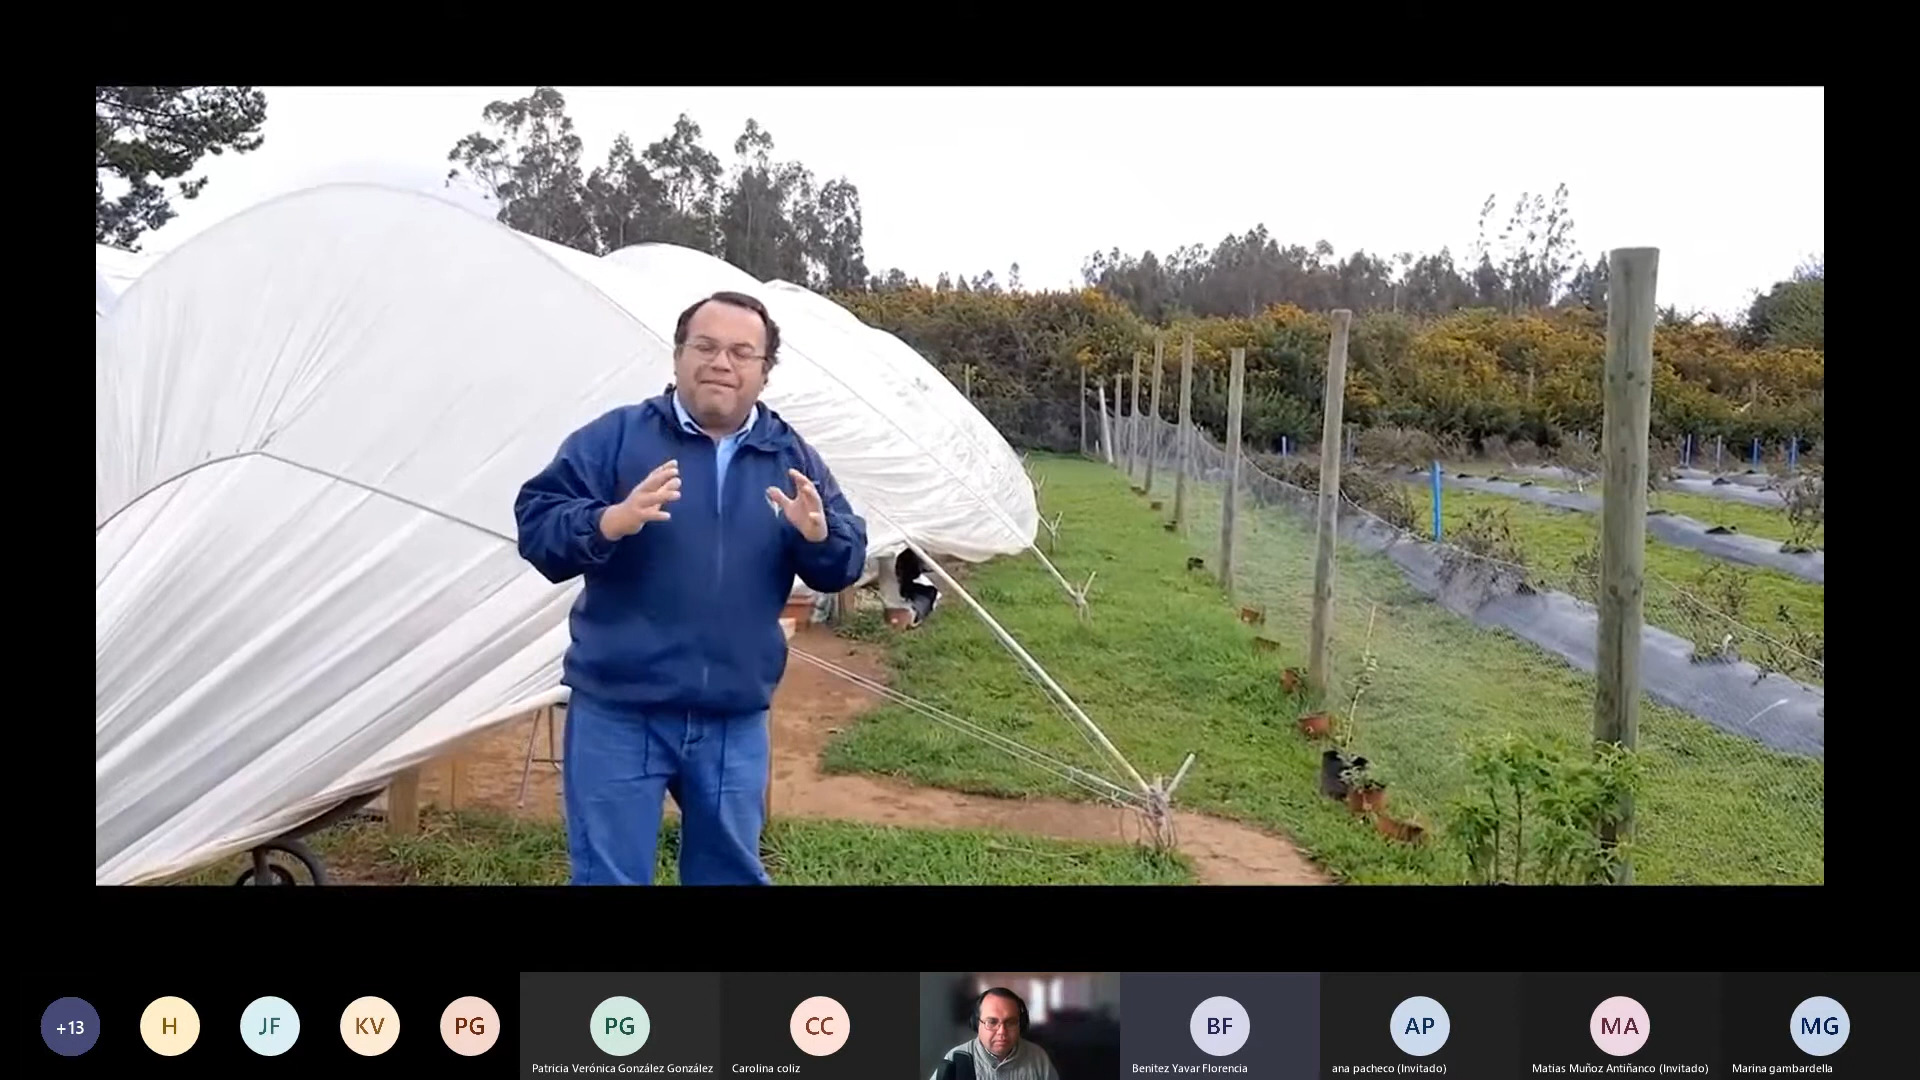 +13
H
JF
KV
PG
PG
Patricia Verónica González González
CC
Carolina coliz
BF
Benitez Yavar Florencia
AP
ana pacheco (Invitado)
MA
Matias Muñoz Antiñanco (Invitado)
MG
Marina gambardella